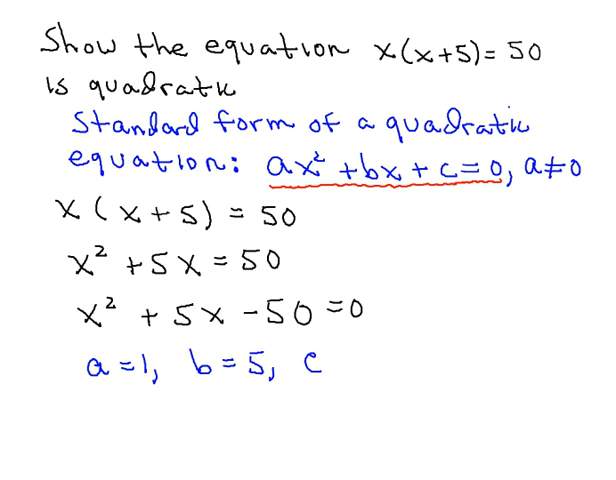 Show the equation x(x+5)=50
is quadratic
Standard form of a quadratic
equation: ax² +bx+c=0, a≠0
x(x+5)=50
x²+5x=50
x²+5x-50=0
a=1, b=5, c